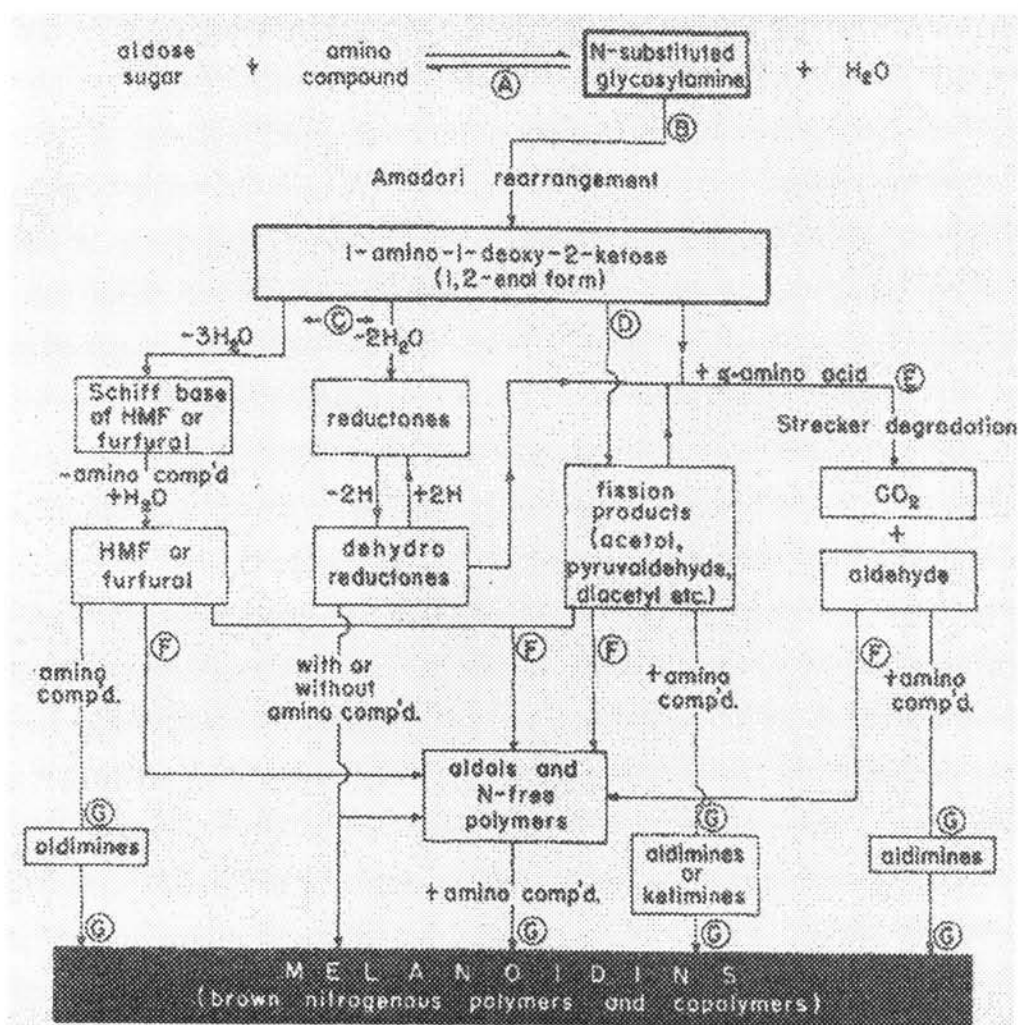 aldose sugar + amino compound N-substituted glycosylamine + H₂O
A
B
Amadori rearrangement
1-amino-1-deoxy-2-ketose
(1,2-enol form)
-3H₂O
C
-2H₂O
D
+ α-amino acid
E
Strecker degradation
Schiff base
of HMF or
furfural
reductones
-amino comp'd
+H₂O
-2H
+2H
fission
products
(acetol,
pyruvaldehyde,
diacetyl etc.)
CO₂
+
aldehyde
HMF or
furfural
dehydro
reductones
F
F
F
F
amino
comp'd.
with or
without
amino comp'd.
+amino
comp'd.
+amino
comp'd.
aldols and
N-free
polymers
G
aldimines
G
aldimines
or
ketimines
G
aldimines
+amino comp'd.
G
G
G
G
MELANOIDINS
(brown nitrogenous polymers and copolymers)